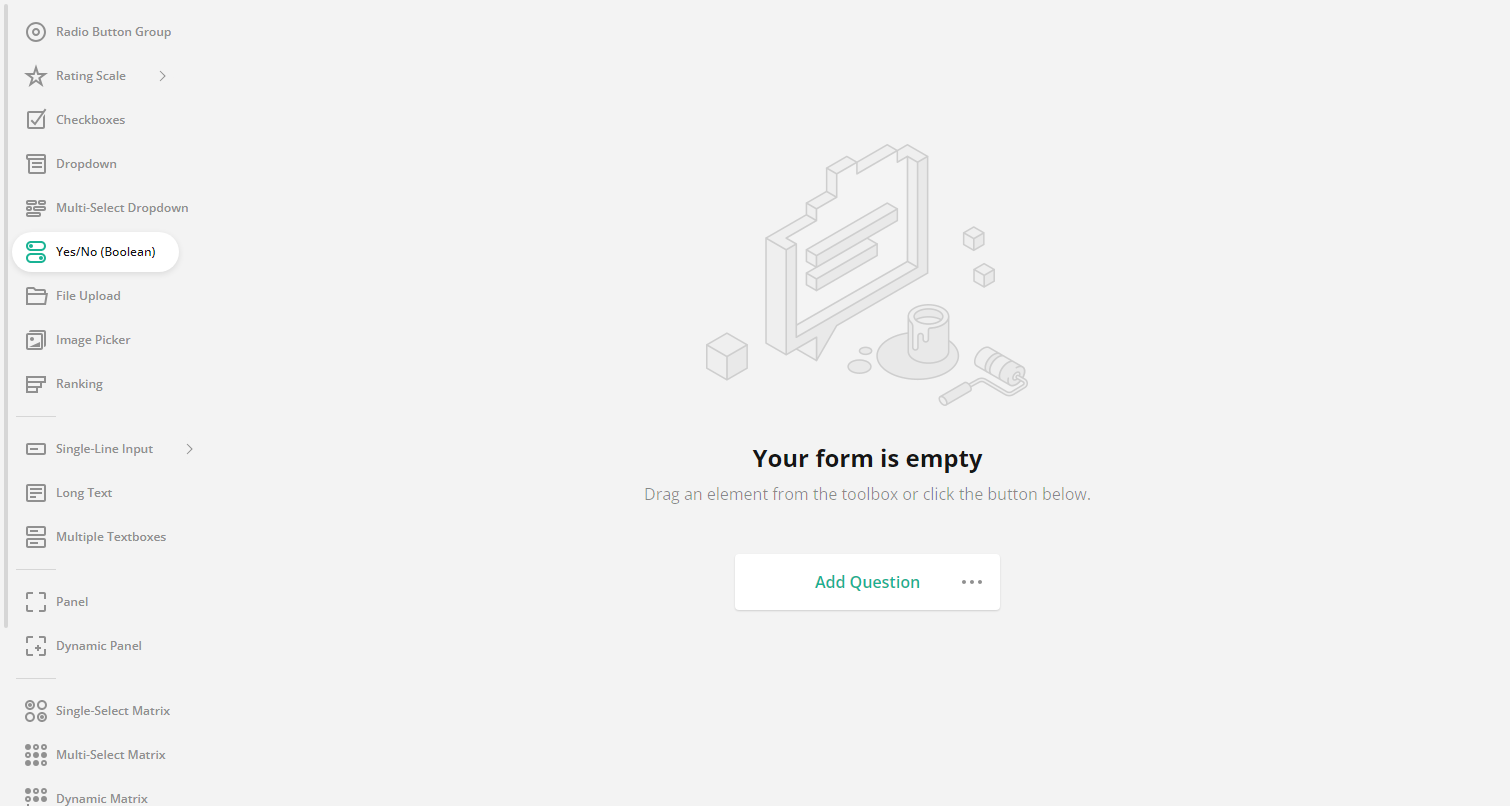 Radio Button Group
Rating Scale
Checkboxes
Dropdown
Multi-Select Dropdown
Yes/No (Boolean)
File Upload
Image Picker
Ranking
Single-Line Input
Long Text
Multiple Textboxes
Panel
Dynamic Panel
Single-Select Matrix
Multi-Select Matrix
Dynamic Matrix
Your form is empty
Drag an element from the toolbox or click the button below.
Add Question